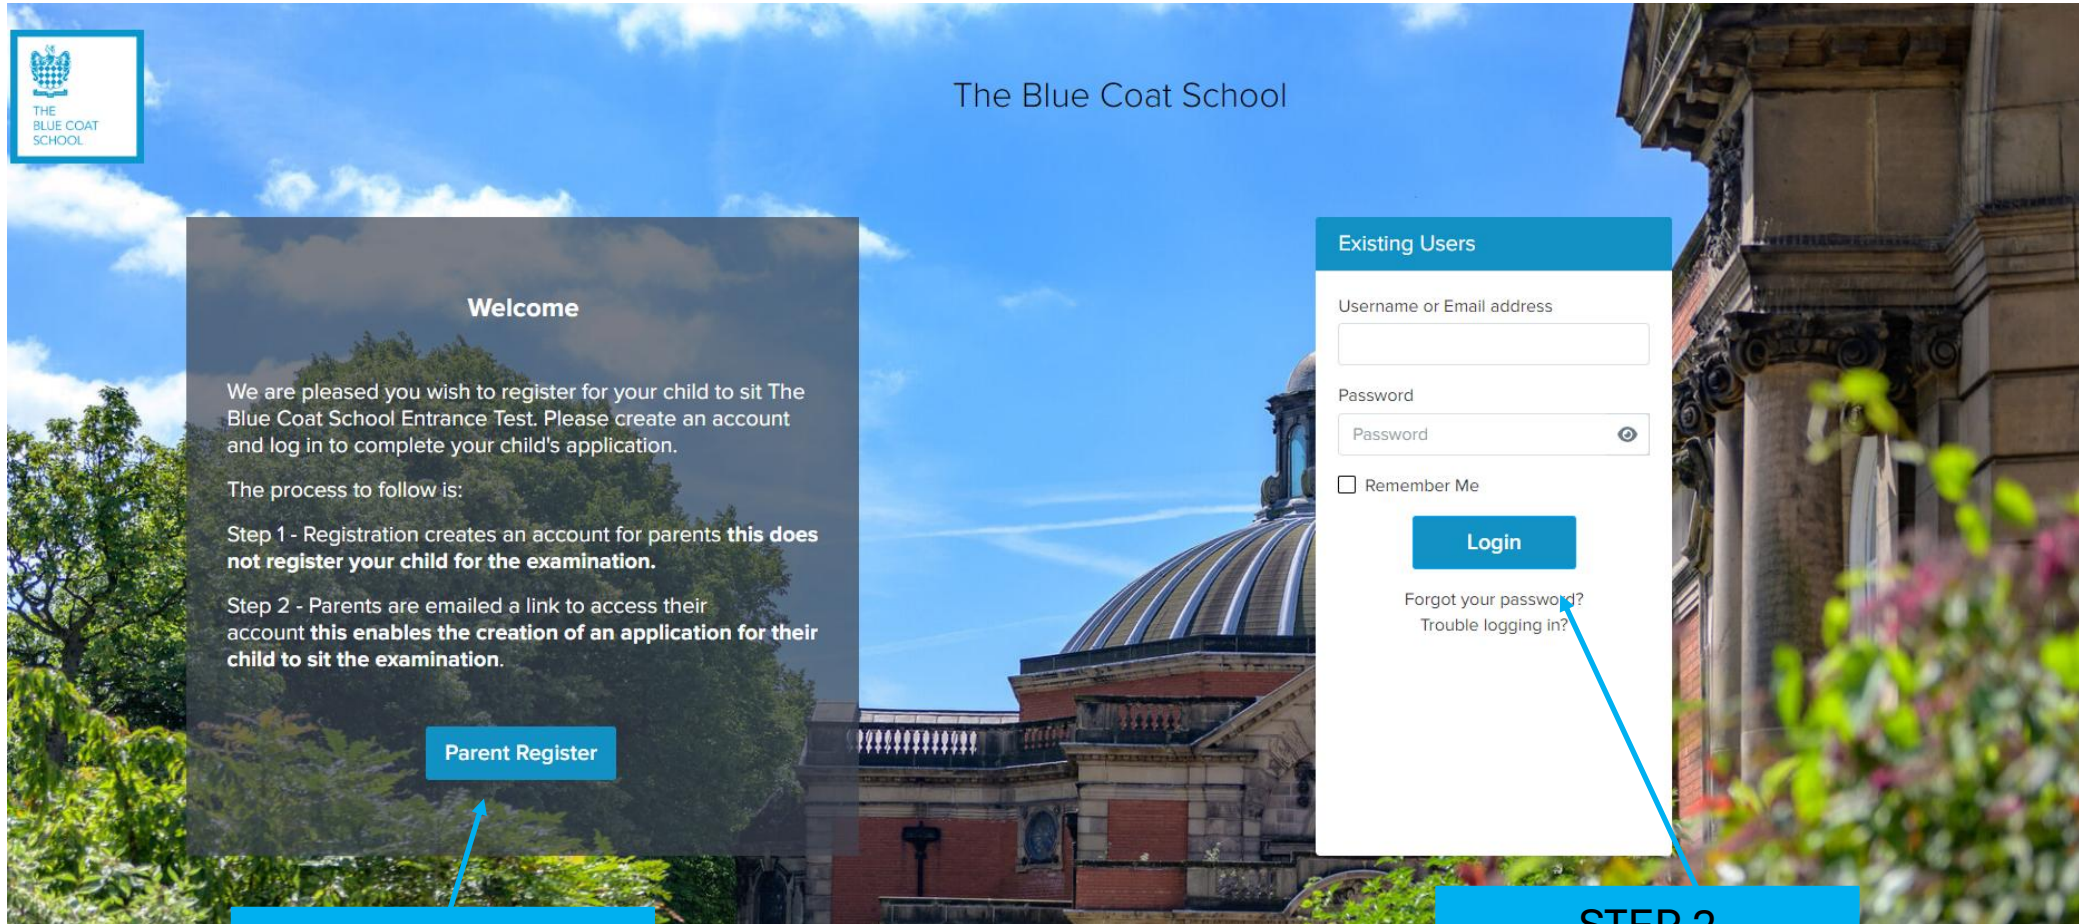 THE
BLUE COAT
SCHOOL
The Blue Coat School
Welcome
We are pleased you wish to register for your child to sit The
Blue Coat School Entrance Test. Please create an account
and log in to complete your child's application.
The process to follow is:
Step 1 - Registration creates an account for parents this does
not register your child for the examination.
Step 2 - Parents are emailed a link to access their
account this enables the creation of an application for their
child to sit the examination.
Parent Register
Existing Users
Username or Email address
Password
Password
Remember Me
Login
Forgot your password?
Trouble logging in?
STEP 2